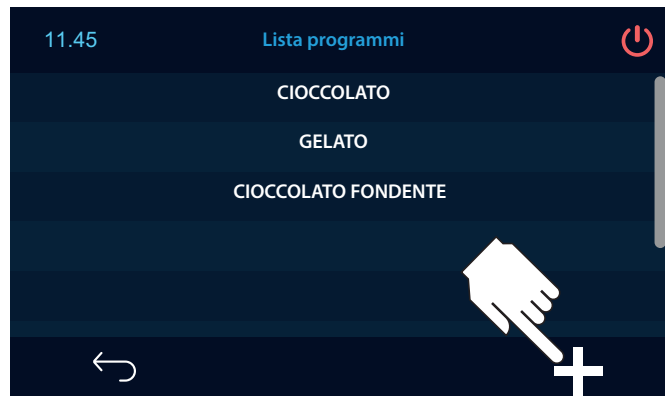 11.45 Lista programmi
CIOCCOLATO
GELATO
CIOCCOLATO FONDENTE